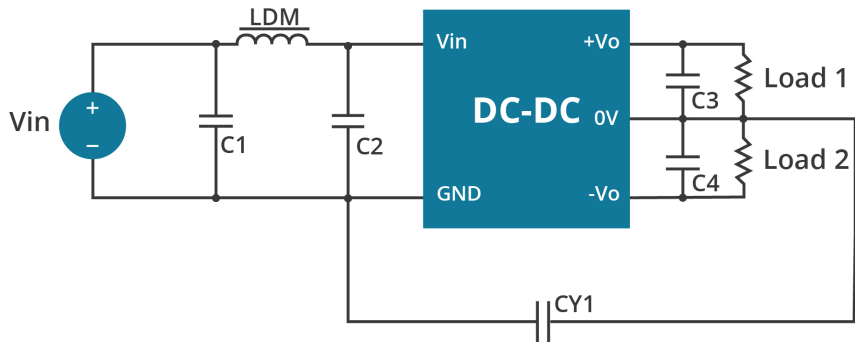 LDM
Vin
+
−
C1
C2
Vin
GND
DC-DC
+Vo
0V
-Vo
C3
C4
Load 1
Load 2
CY1